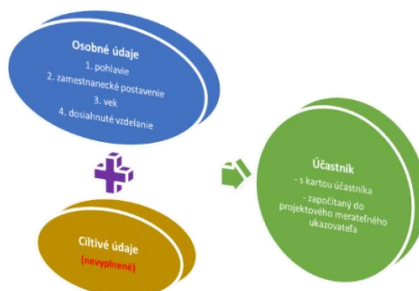 Osobné údaje
1. pohlavie
2. zamestnanecké postavenie
3. vek
4. dosiahnuté vzdelanie
Ciltivé údaje
(nevyplnené)
Účastník
- s kartou účastníka
- započítaný do
projektového merateľného
ukazovateľa